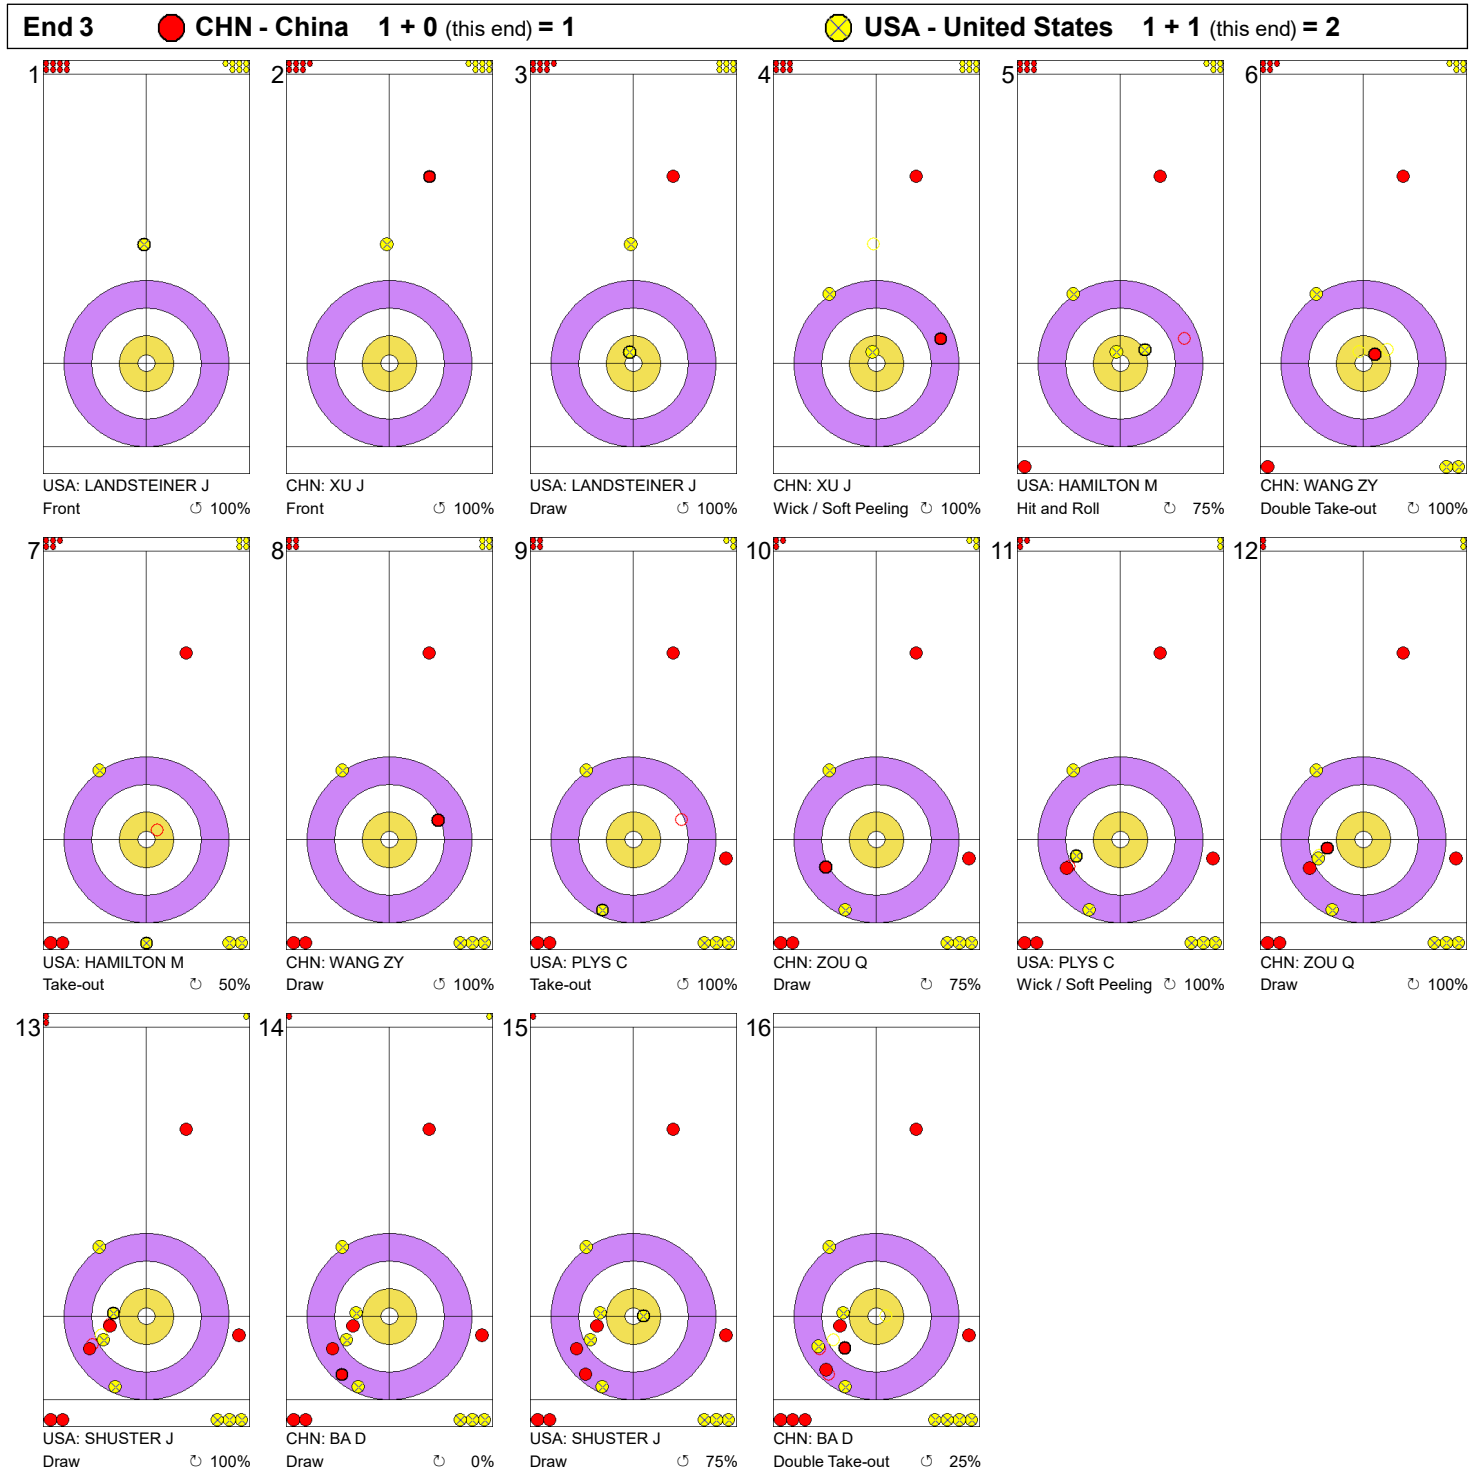 End 3 CHN - China 1 + 0 (this end) = 1 USA - United States 1 + 1 (this end) = 2
1 2 3 4 5 6
USA: LANDSTEINER J CHN: XU J USA: LANDSTEINER J CHN: XU J USA: HAMILTON M CHN: WANG ZY
Front ↺ 100% Front ↺ 100% Draw ↺ 100% Wick / Soft Peeling ↻ 100% Hit and Roll ↻ 75% Double Take-out ↻ 100%
7 8 9 10 11 12
USA: HAMILTON M CHN: WANG ZY USA: PLYS C CHN: ZOU Q USA: PLYS C CHN: ZOU Q
Take-out ↻ 50% Draw ↻ 100% Take-out ↺ 100% Draw ↺ 75% Wick / Soft Peeling ↻ 100% Draw ↻ 100%
13 14 15 16
USA: SHUSTER J CHN: BA D USA: SHUSTER J CHN: BA D
Draw ↻ 100% Draw ↻ 0% Draw ↺ 75% Double Take-out ↺ 25%